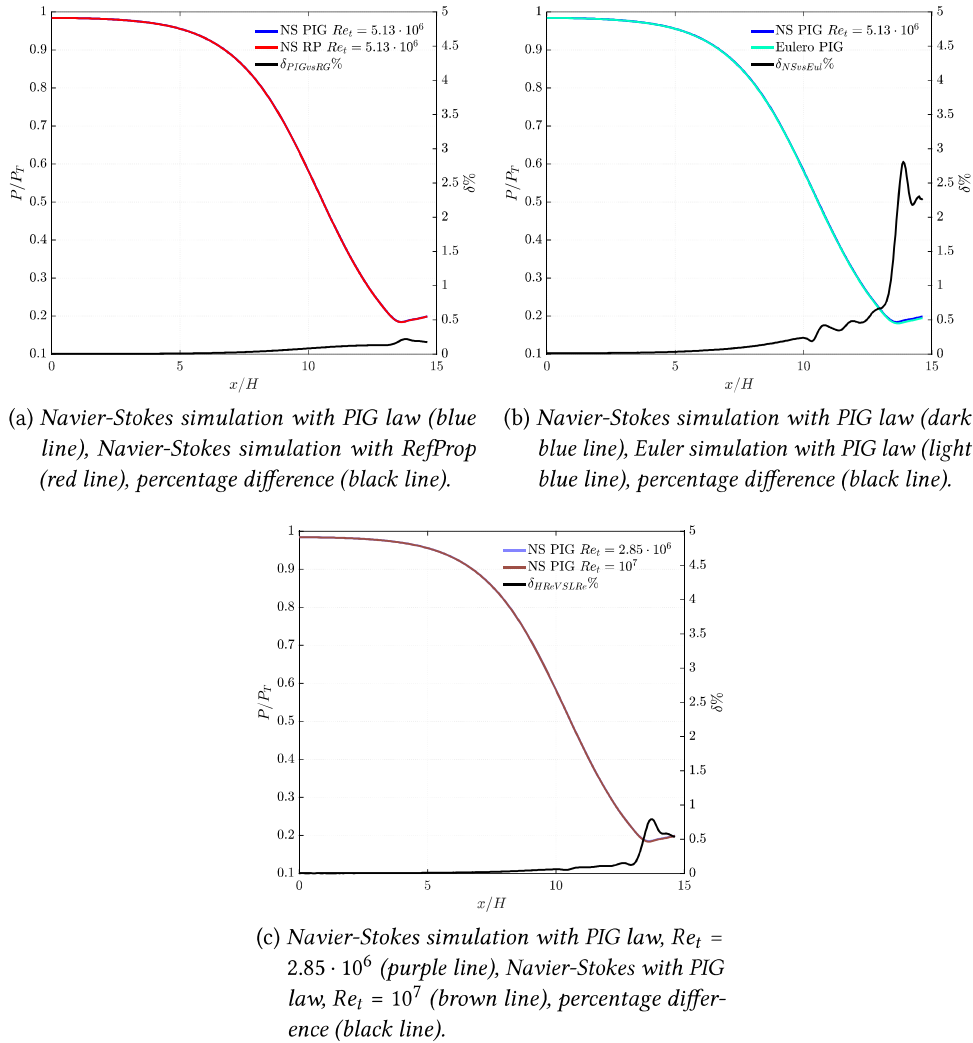 1
0.9
0.8
0.7
0.6
0.5
0.4
0.3
0.2
0.1
P/P_T
0
5
10
15
x/H
5
4.5
4
3.5
3
2.5
2
1.5
1
0.5
0
δ%
NS PIG Re_t = 5.13 · 10^6
NS RP Re_t = 5.13 · 10^6
δ_{PIGvsRG}%
1
0.9
0.8
0.7
0.6
0.5
0.4
0.3
0.2
0.1
P/P_T
0
5
10
15
x/H
5
4.5
4
3.5
3
2.5
2
1.5
1
0.5
0
δ%
NS PIG Re_t = 5.13 · 10^6
Eulero PIG
δ_{NSvsEul}%
(a) Navier-Stokes simulation with PIG law (blue
line), Navier-Stokes simulation with RefProp
(red line), percentage difference (black line).
(b) Navier-Stokes simulation with PIG law (dark
blue line), Euler simulation with PIG law (light
blue line), percentage difference (black line).
1
0.9
0.8
0.7
0.6
0.5
0.4
0.3
0.2
0.1
P/P_T
0
5
10
15
x/H
5
4.5
4
3.5
3
2.5
2
1.5
1
0.5
0
δ%
NS PIG Re_t = 2.85 · 10^6
NS PIG Re_t = 10^7
δ_{HReVSLRe}%
(c) Navier-Stokes simulation with PIG law, Re_t =
2.85 · 10^6 (purple line), Navier-Stokes with PIG
law, Re_t = 10^7 (brown line), percentage differ-
ence (black line).